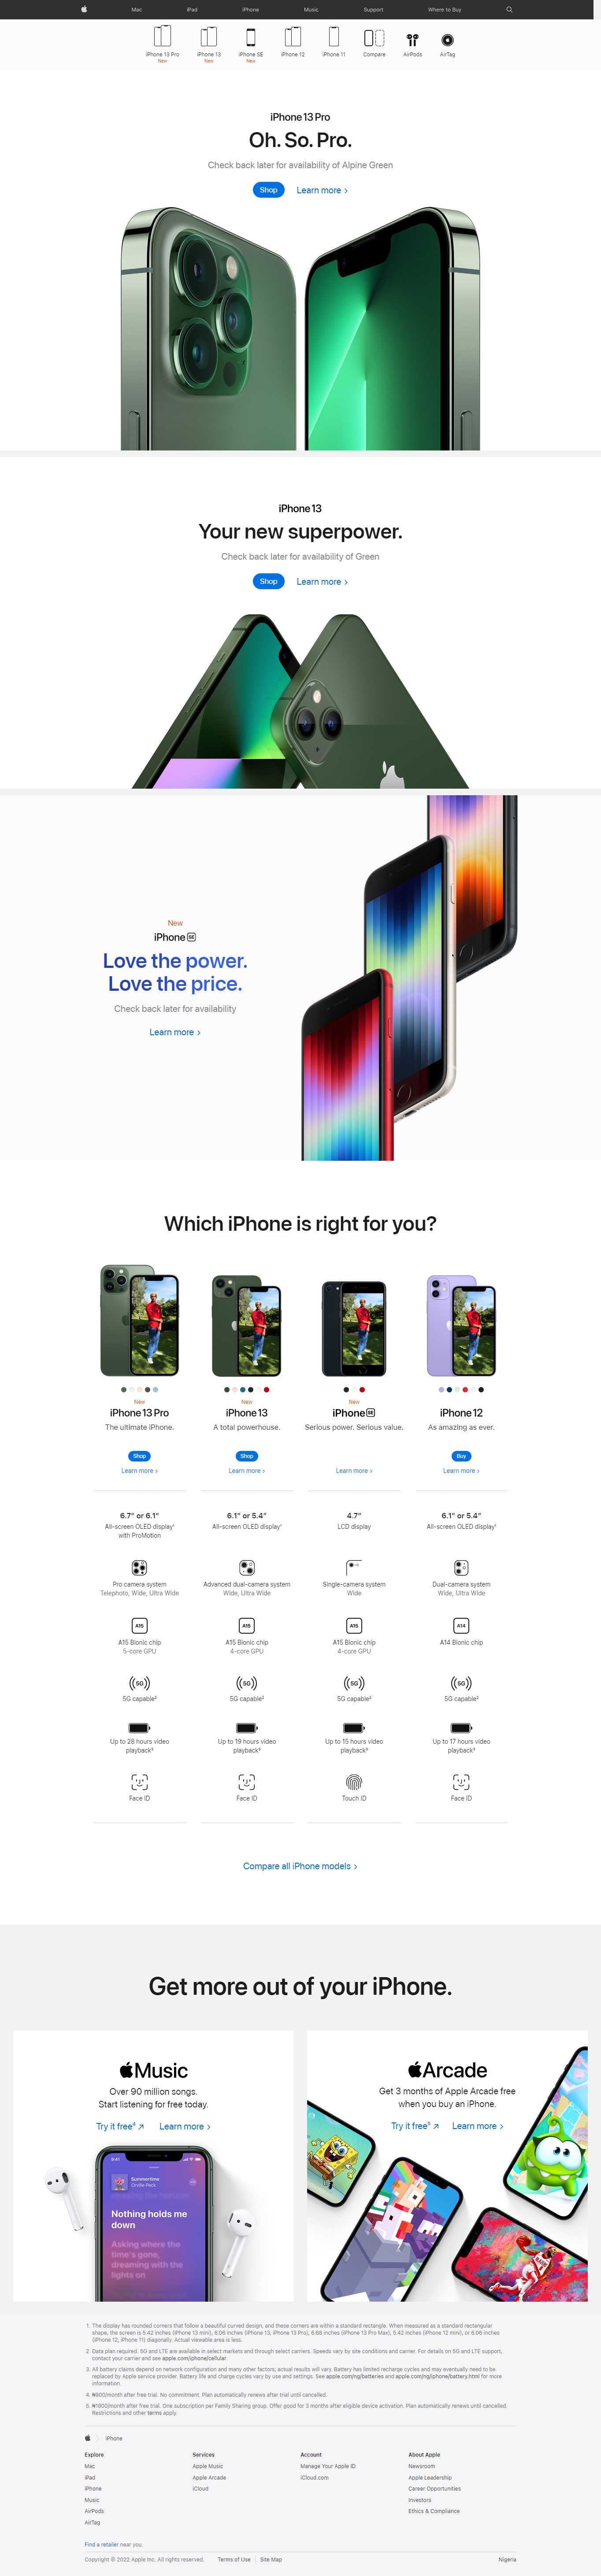 Mac iPad iPhone Music Support Where to Buy
iPhone 13 Pro iPhone 13 iPhone SE iPhone 12 iPhone 11 Compare AirPods AirTag
New New New
iPhone 13 Pro
Oh. So. Pro.
Check back later for availability of Alpine Green
Shop Learn more
iPhone 13
Your new superpower.
Check back later for availability of Green
Shop Learn more
New
iPhone SE
Love the power.
Love the price.
Check back later for availability
Learn more
Which iPhone is right for you?
New New New
iPhone 13 Pro iPhone 13 iPhone SE iPhone 12
The ultimate iPhone. A total powerhouse. Serious power. Serious value. As amazing as ever.
Shop Shop Buy
Learn more Learn more Learn more Learn more
6.7” or 6.1” 6.1” or 5.4” 4.7” 6.1” or 5.4”
All-screen OLED display¹ All-screen OLED display¹ LCD display All-screen OLED display¹
with ProMotion
Pro camera system Advanced dual-camera system Single-camera system Dual-camera system
Telephoto, Wide, Ultra Wide Wide, Ultra Wide Wide Wide, Ultra Wide
A15 A15 A15 A14
A15 Bionic chip A15 Bionic chip A15 Bionic chip A14 Bionic chip
5-core GPU 4-core GPU 4-core GPU
5G 5G 5G 5G
5G capable² 5G capable² 5G capable² 5G capable²
Up to 28 hours video Up to 19 hours video Up to 15 hours video Up to 17 hours video
playback³ playback³ playback³ playback³
Face ID Face ID Touch ID Face ID
Compare all iPhone models
Get more out of your iPhone.
Music
Over 90 million songs.
Start listening for free today.
Try it free⁴ Learn more
9:41
Summertime
Orville Peck
Nothing holds me
down
Asking where the
time's gone,
dreaming with the
lights on
Arcade
Get 3 months of Apple Arcade free
when you buy an iPhone.
Try it free⁵ Learn more
1. The display has rounded corners that follow a beautiful curved design, and these corners are within a standard rectangle. When measured as a standard rectangular
shape, the screen is 5.42 inches (iPhone 13 mini), 6.06 inches (iPhone 13, iPhone 13 Pro), 6.68 inches (iPhone 13 Pro Max), 5.42 inches (iPhone 12 mini), or 6.06 inches
(iPhone 12, iPhone 11) diagonally. Actual viewable area is less.
2. Data plan required. 5G and LTE are available in select markets and through select carriers. Speeds vary by site conditions and carrier. For details on 5G and LTE support,
contact your carrier and see apple.com/iphone/cellular.
3. All battery claims depend on network configuration and many other factors; actual results will vary. Battery has limited recharge cycles and may eventually need to be
replaced by Apple service provider. Battery life and charge cycles vary by use and settings. See apple.com/ng/batteries and apple.com/ng/iphone/battery.html for more
information.
4. ₦900/month after free trial. No commitment. Plan automatically renews after trial until cancelled.
5. ₦1800/month after free trial. One subscription per Family Sharing group. Offer good for 3 months after eligible device activation. Plan automatically renews until cancelled.
Restrictions and other terms apply.
iPhone
Explore Services Account About Apple
Mac Apple Music Manage Your Apple ID Newsroom
iPad Apple Arcade iCloud.com Apple Leadership
iPhone iCloud Career Opportunities
Music Investors
AirPods Ethics & Compliance
AirTag
Find a retailer near you.
Copyright © 2022 Apple Inc. All rights reserved. Terms of Use Site Map Nigeria